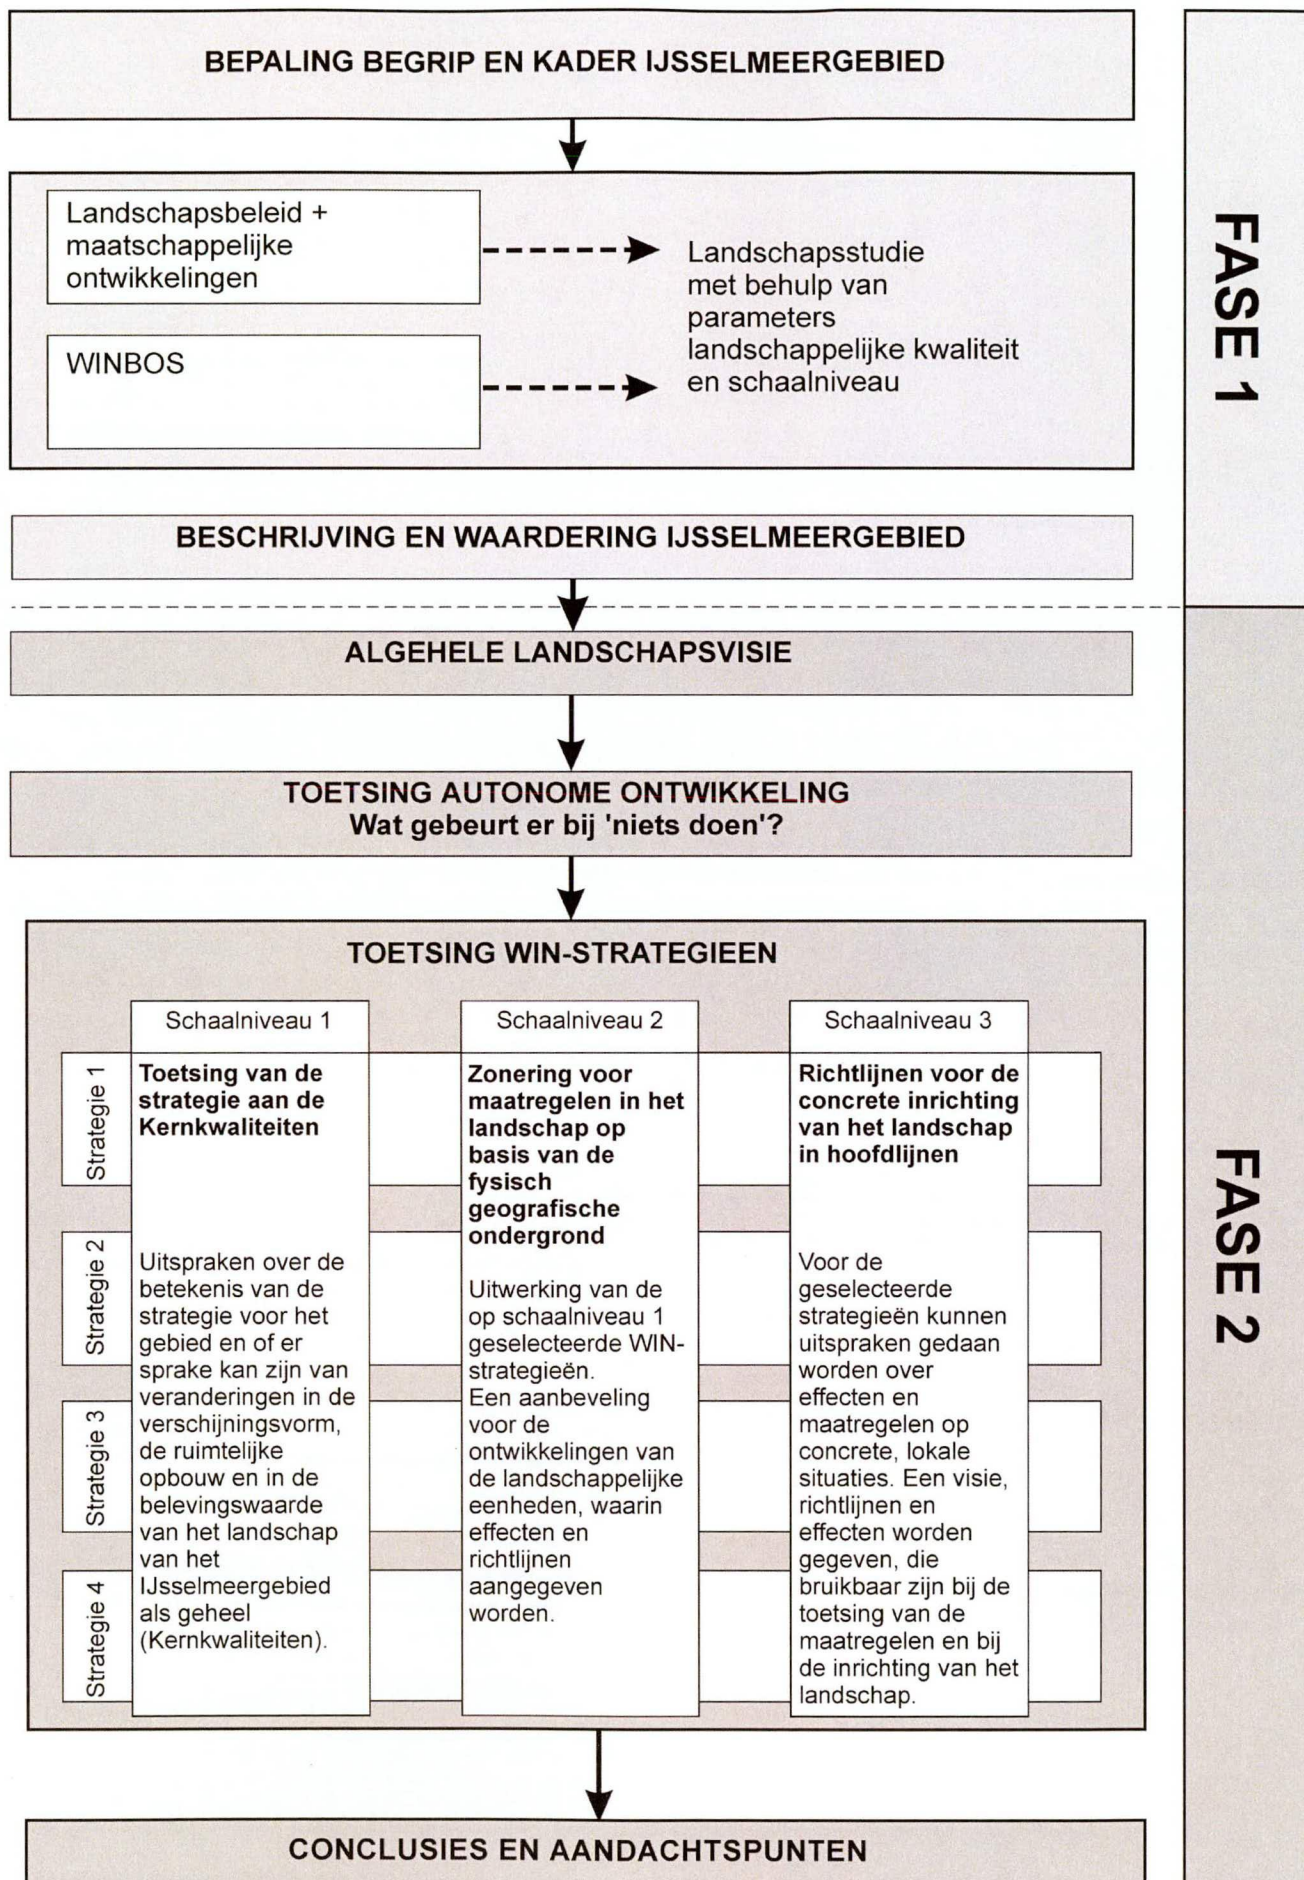 BEPALING BEGRIP EN KADER IJSSELMEERGEBIED
Landschapsbeleid +
maatschappelijke
ontwikkelingen
WINBOS
Landschapsstudie
met behulp van
parameters
landschappelijke kwaliteit
en schaalniveau
FASE 1
BESCHRIJVING EN WAARDERING IJSSELMEERGEBIED
ALGEHELE LANDSCHAPSVISIE
TOETSING AUTONOME ONTWIKKELING
Wat gebeurt er bij 'niets doen'?
FASE 2
TOETSING WIN-STRATEGIEEN
Strategie 1
Strategie 2
Strategie 3
Strategie 4
Schaalniveau 1
Toetsing van de
strategie aan de
Kernkwaliteiten
Uitspraken over de
betekenis van de
strategie voor het
gebied en of er
sprake kan zijn van
veranderingen in de
verschijningsvorm,
de ruimtelijke
opbouw en in de
belevingswaarde
van het landschap
van het
IJsselmeergebied
als geheel
(Kernkwaliteiten).
Schaalniveau 2
Zonering voor
maatregelen in het
landschap op
basis van de
fysisch
geografische
ondergrond
Uitwerking van de
op schaalniveau 1
geselecteerde WIN-
strategieën.
Een aanbeveling
voor de
ontwikkelingen van
de landschappelijke
eenheden, waarin
effecten en
richtlijnen
aangegeven
worden.
Schaalniveau 3
Richtlijnen voor de
concrete inrichting
van het landschap
in hoofdlijnen
Voor de
geselecteerde
strategieën kunnen
uitspraken gedaan
worden over
effecten en
maatregelen op
concrete, lokale
situaties. Een visie,
richtlijnen en
effecten worden
gegeven, die
bruikbaar zijn bij de
toetsing van de
maatregelen en bij
de inrichting van het
landschap.
CONCLUSIES EN AANDACHTSPUNTEN